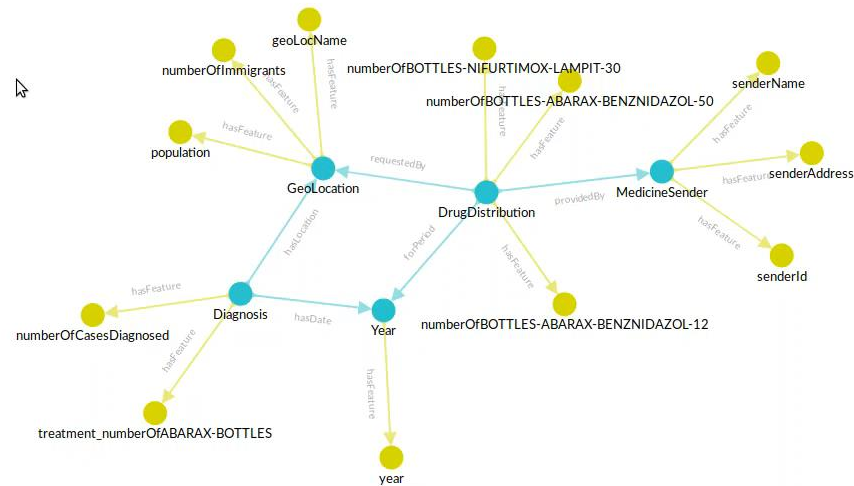 geoLocName
numberOfImmigrants
numberOfBOTTLES-NIFURTIMOX-LAMPIT-30
senderName
hasFeature
hasFeature
numberOfBOTTLES-ABARAX-BENZNIDAZOL-50
hasFeature
hasFeature
hasFeature
hasFeature
population
requestedBy
hasFeature
senderAddress
GeoLocation
providedBy
MedicineSender
DrugDistribution
hasLocation
forPeriod
hasFeature
hasFeature
senderId
hasFeature
Diagnosis
hasDate
Year
numberOfBOTTLES-ABARAX-BENZNIDAZOL-12
numberOfCasesDiagnosed
hasFeature
hasFeature
treatment_numberOfABARAX-BOTTLES
year